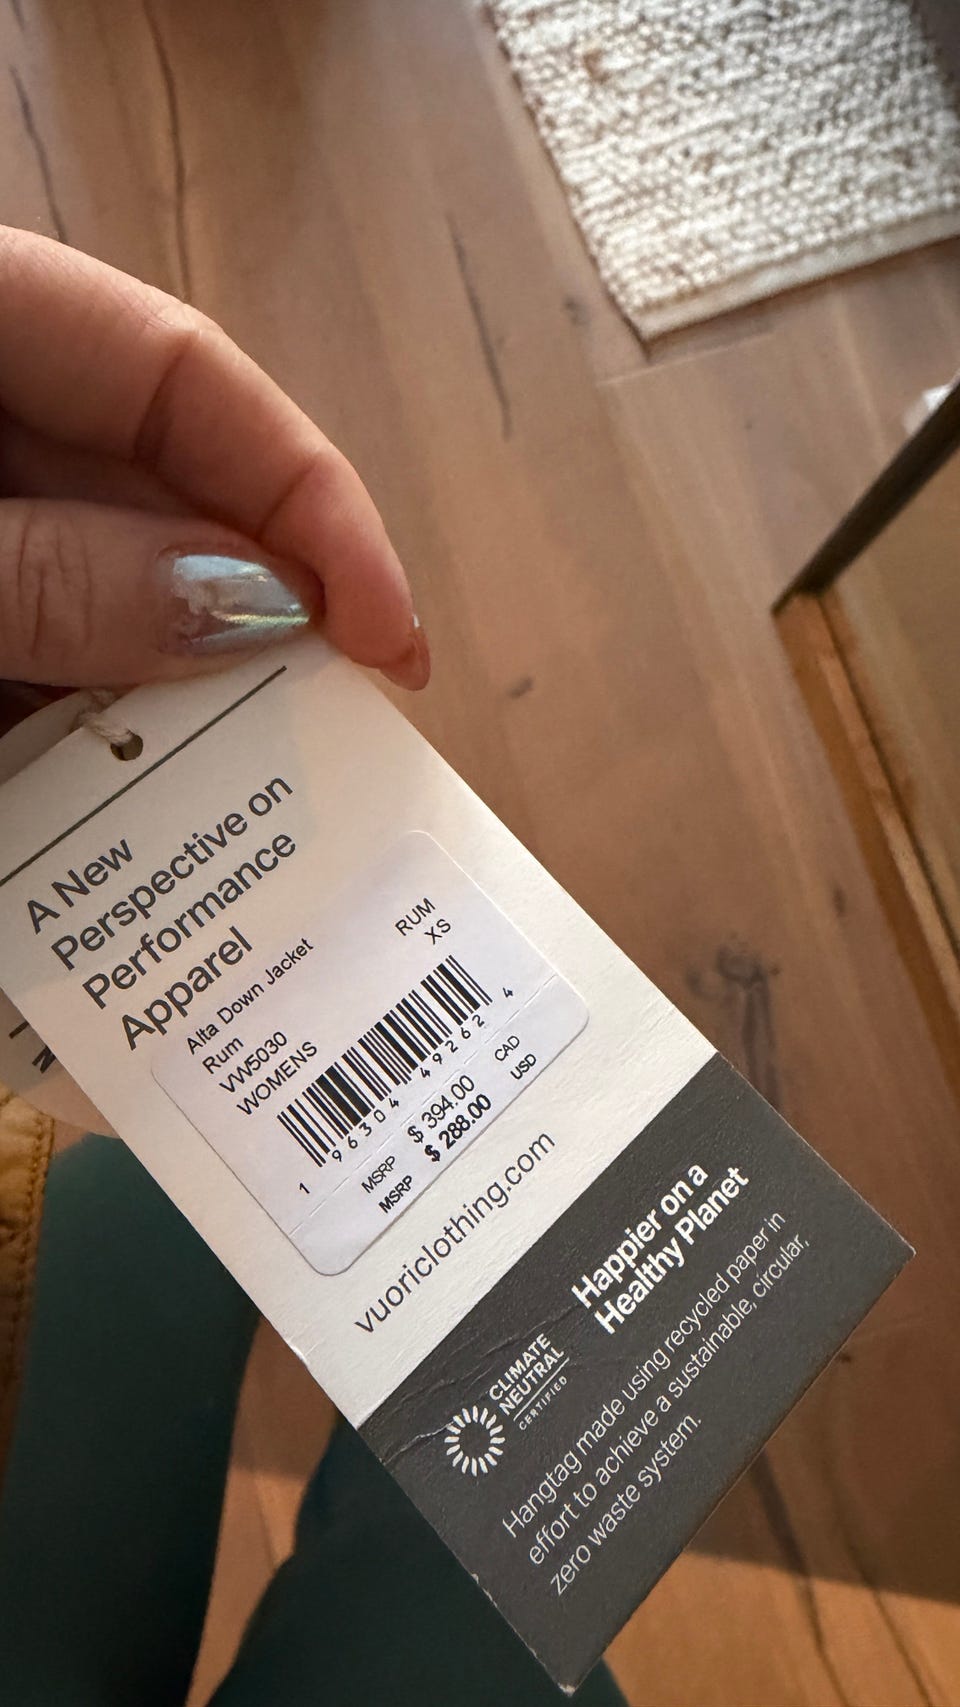 A New
Perspective on
Performance
Apparel
Alta Down Jacket
Rum
VW5030
WOMENS
RUM
XS
1 96304 49262 4
MSRP $ 394.00 CAD
MSRP $ 288.00 USD
vuoriclothing.com
CLIMATE
NEUTRAL
CERTIFIED
Happier on a
Healthy Planet
Hangtag made using recycled paper in
effort to achieve a sustainable, circular,
zero waste system.